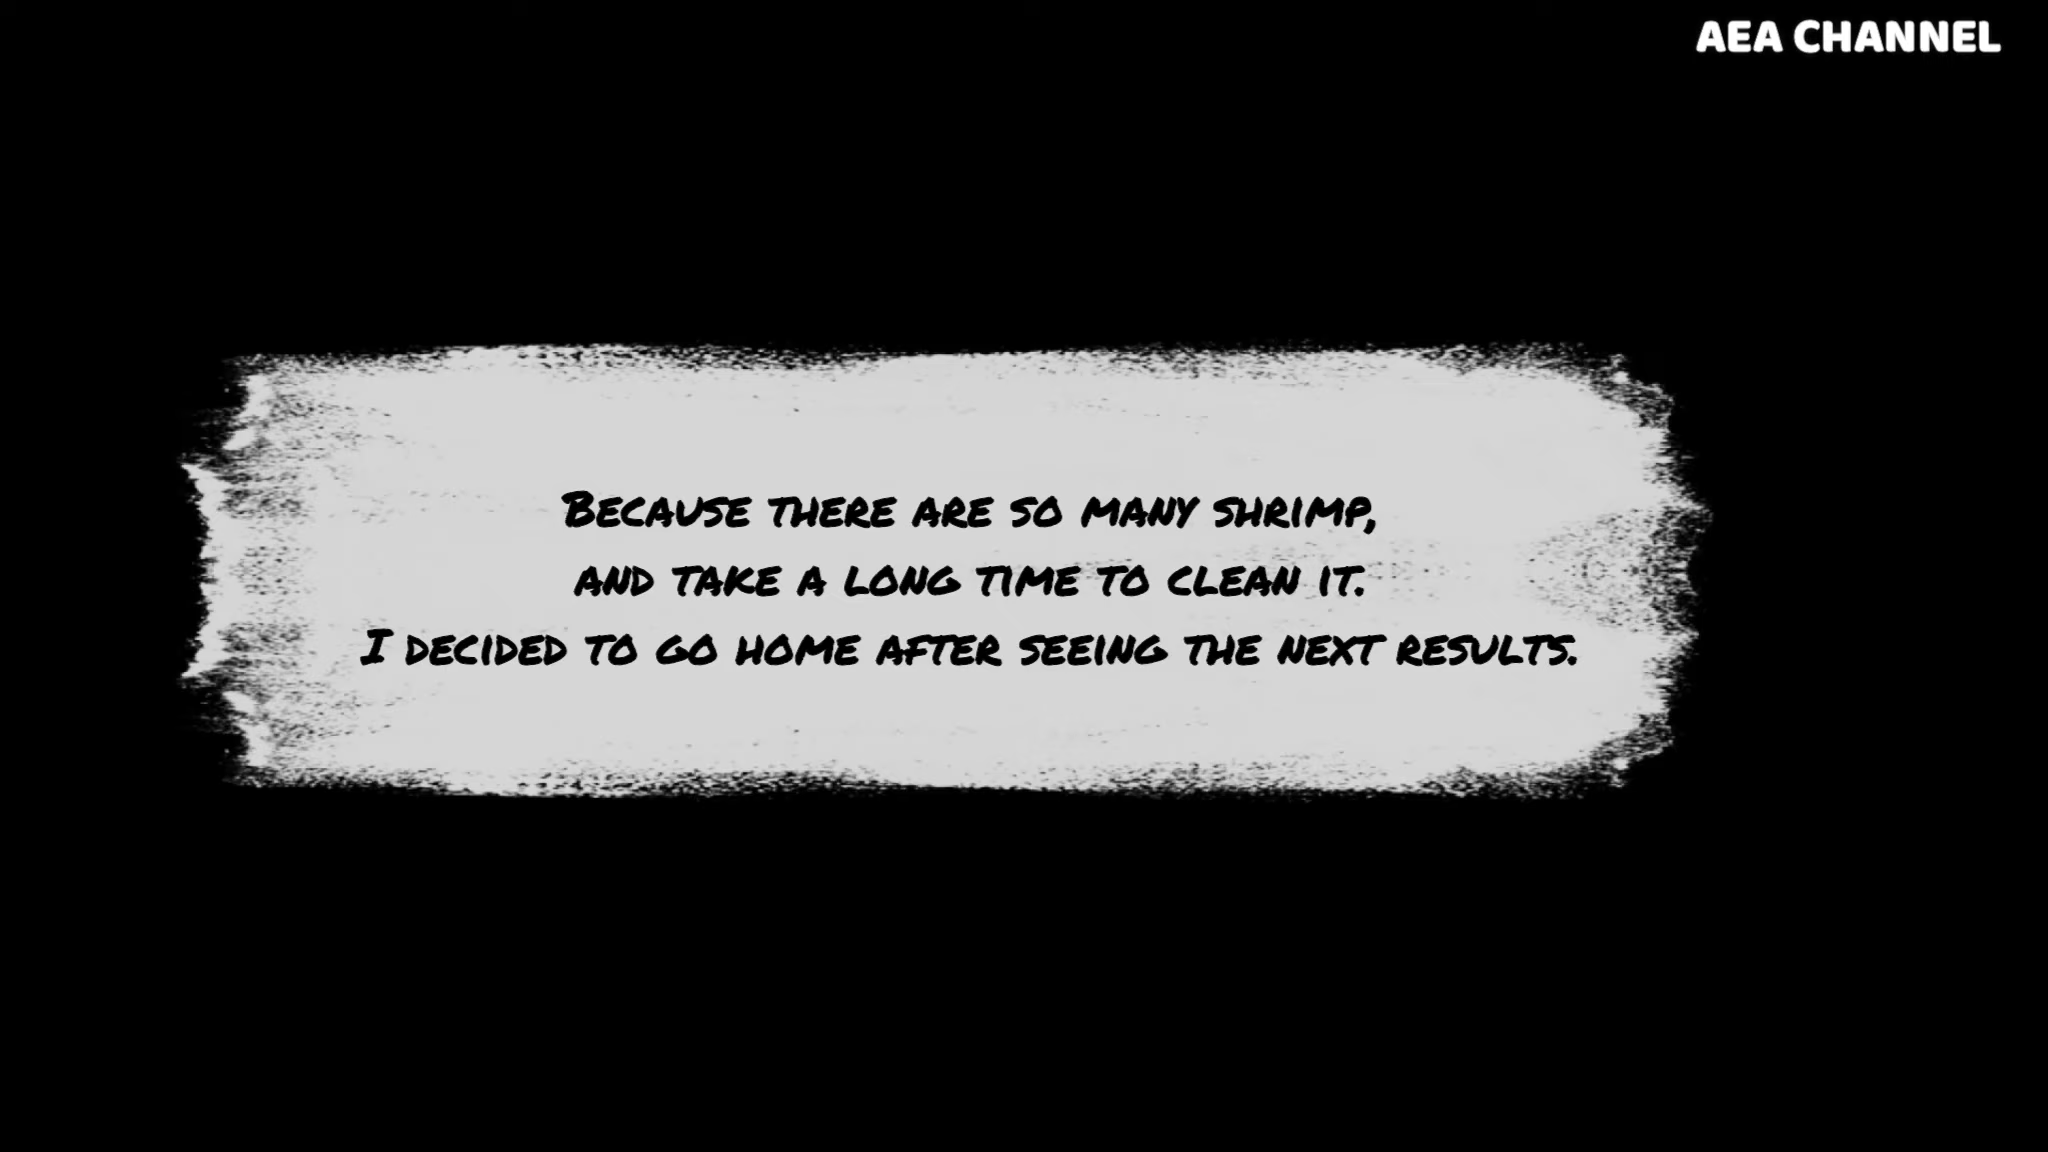 AEA CHANNEL
BECAUSE THERE ARE SO MANY SHRIMP,
AND TAKE A LONG TIME TO CLEAN IT.
I DECIDED TO GO HOME AFTER SEEING THE NEXT RESULTS.